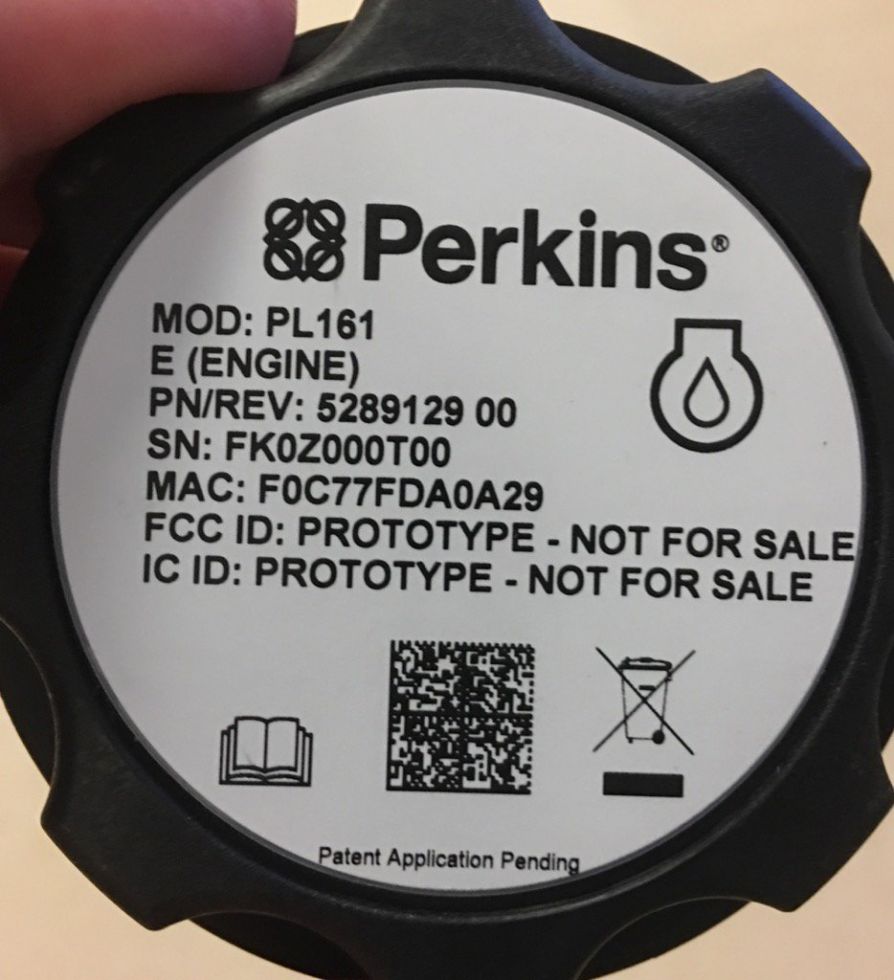 Perkins®
MOD: PL161
E (ENGINE)
PN/REV: 5289129 00
SN: FK0Z000T00
MAC: F0C77FDA0A29
FCC ID: PROTOTYPE - NOT FOR SALE
IC ID: PROTOTYPE - NOT FOR SALE
Patent Application Pending